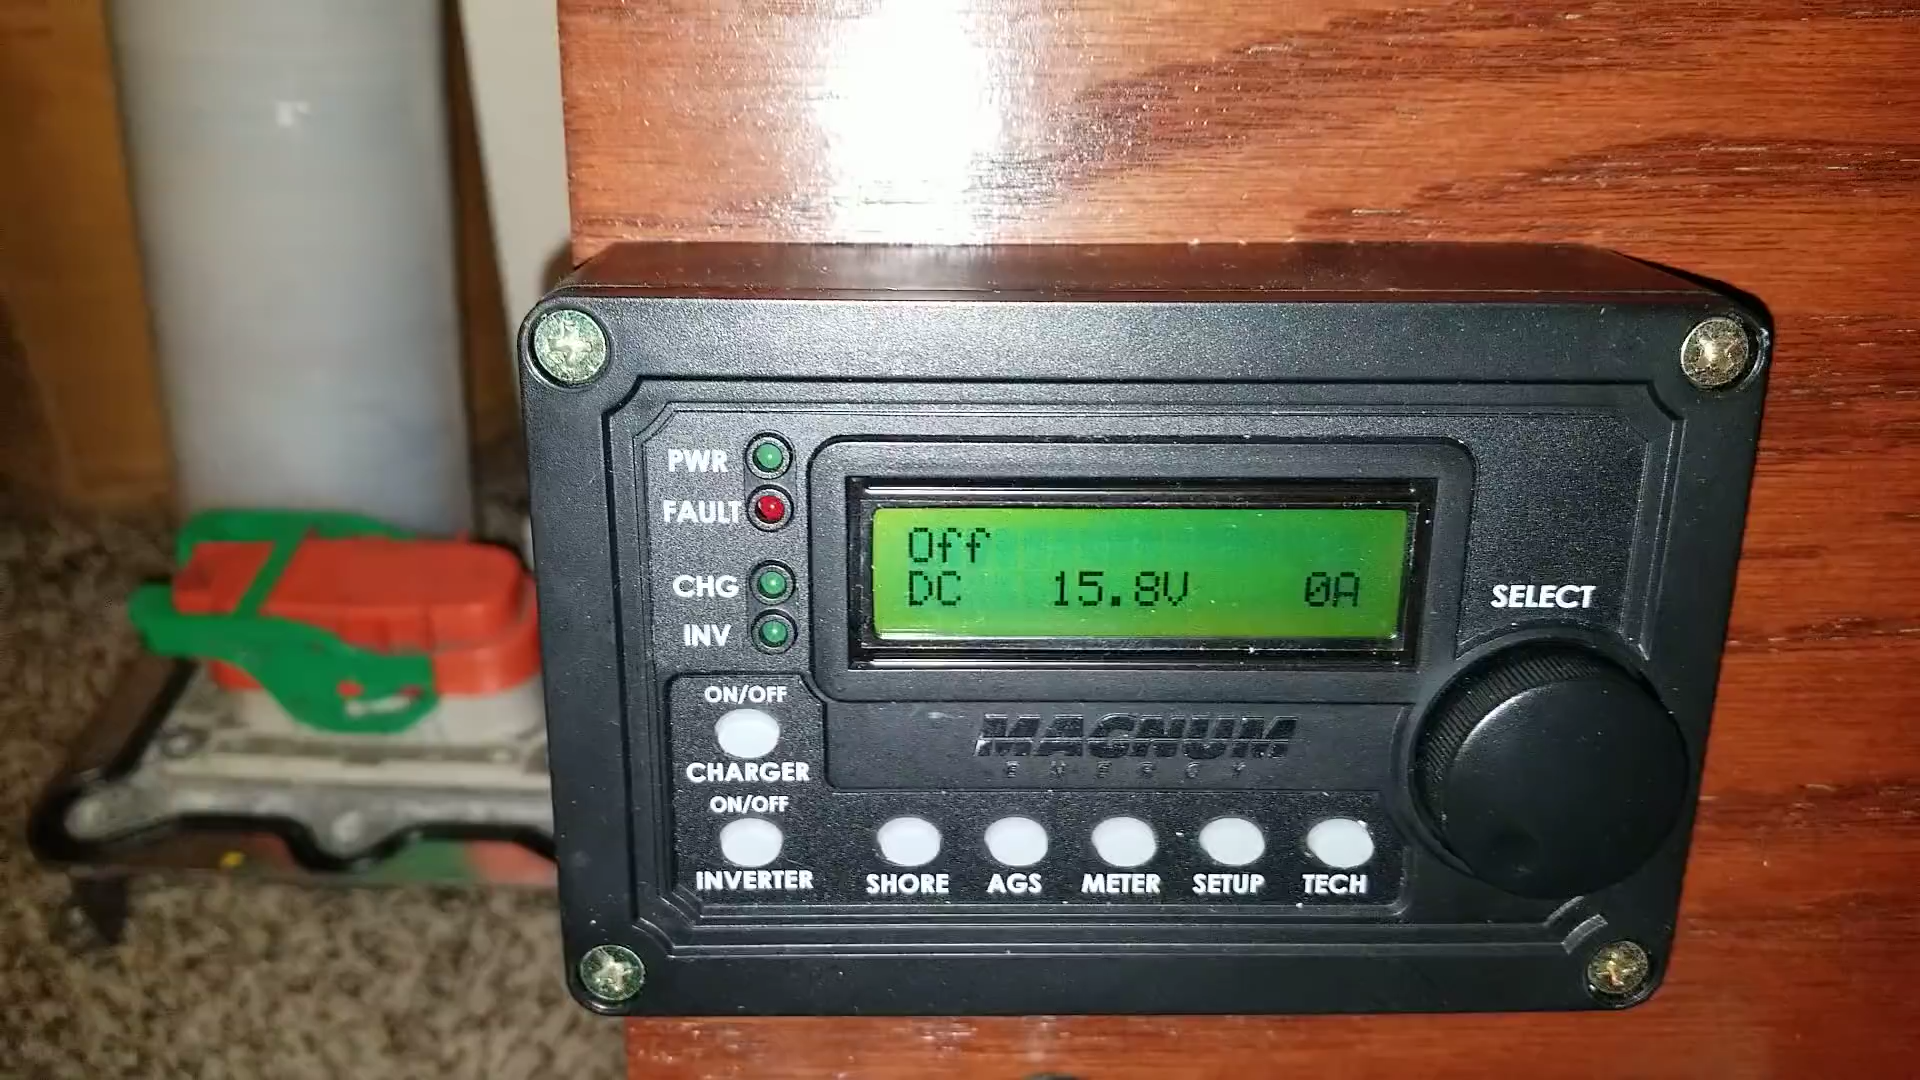 PWR
FAULT
CHG
INV
Off
DC 15.8V 0A
SELECT
ON/OFF
CHARGER
ON/OFF
INVERTER
MAGNUM
ENERGY
SHORE
AGS
METER
SETUP
TECH